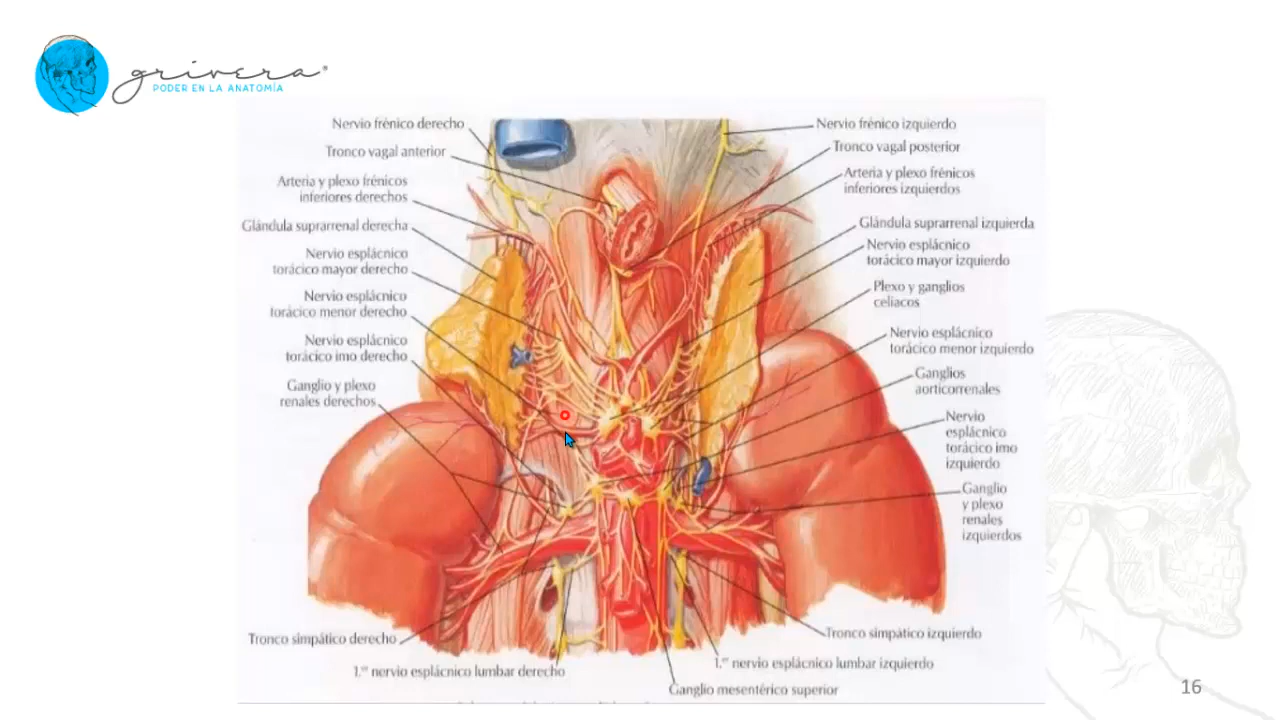 grivera®
PODER EN LA ANATOMÍA
Nervio frénico derecho
Tronco vagal anterior
Arteria y plexo frénicos
inferiores derechos
Glándula suprarrenal derecha
Nervio esplácnico
torácico mayor derecho
Nervio esplácnico
torácico menor derecho
Nervio esplácnico
torácico imo derecho
Ganglio y plexo
renales derechos
Tronco simpático derecho
1.er nervio esplácnico lumbar derecho
Nervio frénico izquierdo
Tronco vagal posterior
Arteria y plexo frénicos
inferiores izquierdos
Glándula suprarrenal izquierda
Nervio esplácnico
torácico mayor izquierdo
Plexo y ganglios
celíacos
Nervio esplácnico
torácico menor izquierdo
Ganglios
aorticorrenales
Nervio
esplácnico
torácico imo
izquierdo
Ganglio
y plexo
renales
izquierdos
Tronco simpático izquierdo
1.er nervio esplácnico lumbar izquierdo
Ganglio mesentérico superior
16